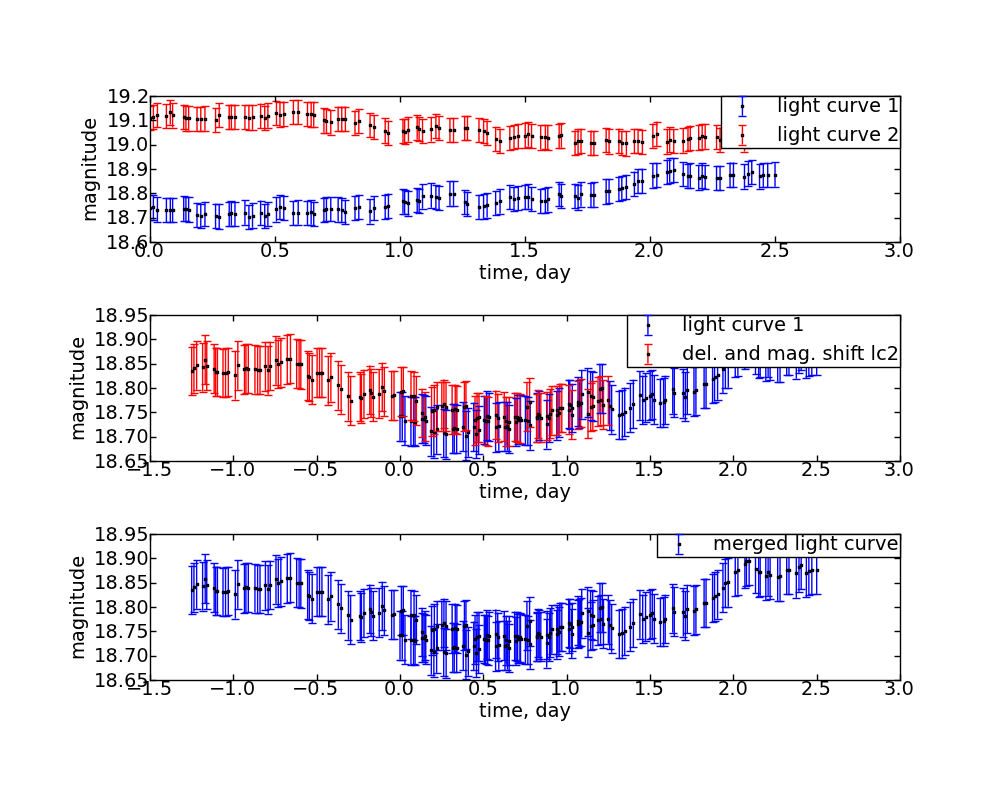 19.2
19.1
19.0
18.9
18.8
18.7
18.6
magnitude
light curve 1
light curve 2
0.0 0.5 1.0 1.5 2.0 2.5 3.0
time, day
18.95
18.90
18.85
18.80
18.75
18.70
18.65
magnitude
light curve 1
del. and mag. shift lc2
−1.5 −1.0 −0.5 0.0 0.5 1.0 1.5 2.0 2.5 3.0
time, day
18.95
18.90
18.85
18.80
18.75
18.70
18.65
magnitude
merged light curve
−1.5 −1.0 −0.5 0.0 0.5 1.0 1.5 2.0 2.5 3.0
time, day